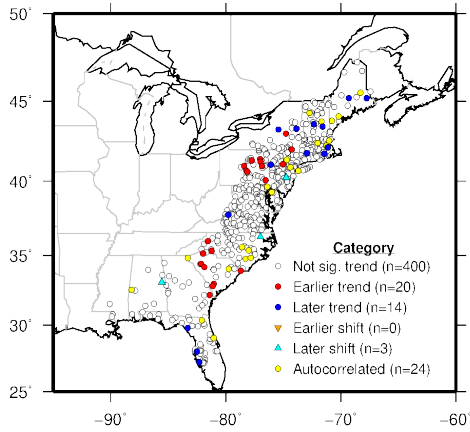 50°
45°
40°
35°
30°
25°
Category
Not sig. trend (n=400)
Earlier trend (n=20)
Later trend (n=14)
Earlier shift (n=0)
Later shift (n=3)
Autocorrelated (n=24)
−90° −80° −70° −60°